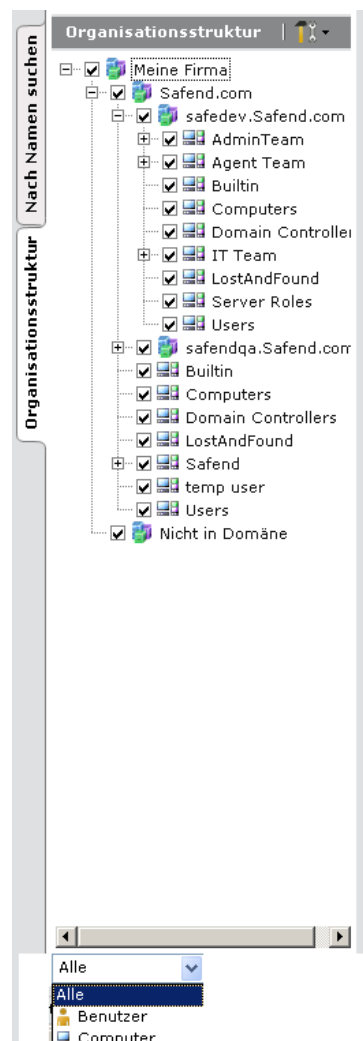 Nach Namen suchen
Organisationsstruktur
Organisationsstruktur
Meine Firma
Safend.com
safedev.Safend.com
AdminTeam
Agent Team
Builtin
Computers
Domain Controller
IT Team
LostAndFound
Server Roles
Users
safendqa.Safend.com
Builtin
Computers
Domain Controllers
LostAndFound
Safend
temp user
Users
Nicht in Domäne
Alle
Alle
Benutzer
Computer